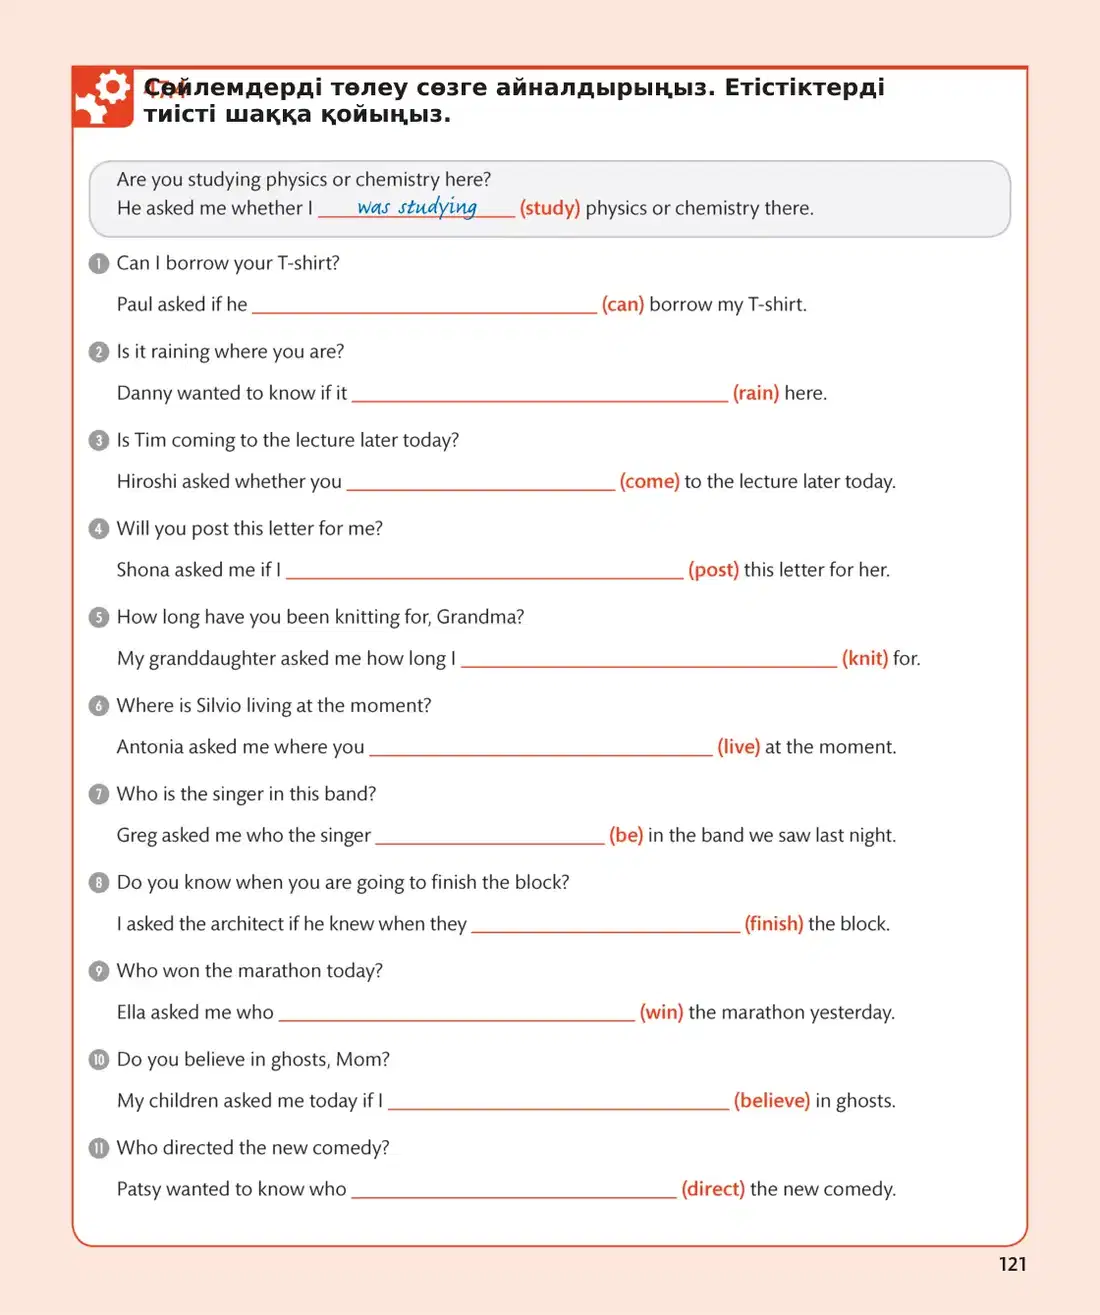 Сөйлемдерді төлеу сөзге айналдырыңыз. Етістіктерді
тиісті шаққа қойыңыз.
Are you studying physics or chemistry here?
He asked me whether I was studying (study) physics or chemistry there.
1 Can I borrow your T-shirt?
Paul asked if he (can) borrow my T-shirt.
2 Is it raining where you are?
Danny wanted to know if it (rain) here.
3 Is Tim coming to the lecture later today?
Hiroshi asked whether you (come) to the lecture later today.
4 Will you post this letter for me?
Shona asked me if I (post) this letter for her.
5 How long have you been knitting for, Grandma?
My granddaughter asked me how long I (knit) for.
6 Where is Silvio living at the moment?
Antonia asked me where you (live) at the moment.
7 Who is the singer in this band?
Greg asked me who the singer (be) in the band we saw last night.
8 Do you know when you are going to finish the block?
I asked the architect if he knew when they (finish) the block.
9 Who won the marathon today?
Ella asked me who (win) the marathon yesterday.
10 Do you believe in ghosts, Mom?
My children asked me today if I (believe) in ghosts.
11 Who directed the new comedy?
Patsy wanted to know who (direct) the new comedy.
121